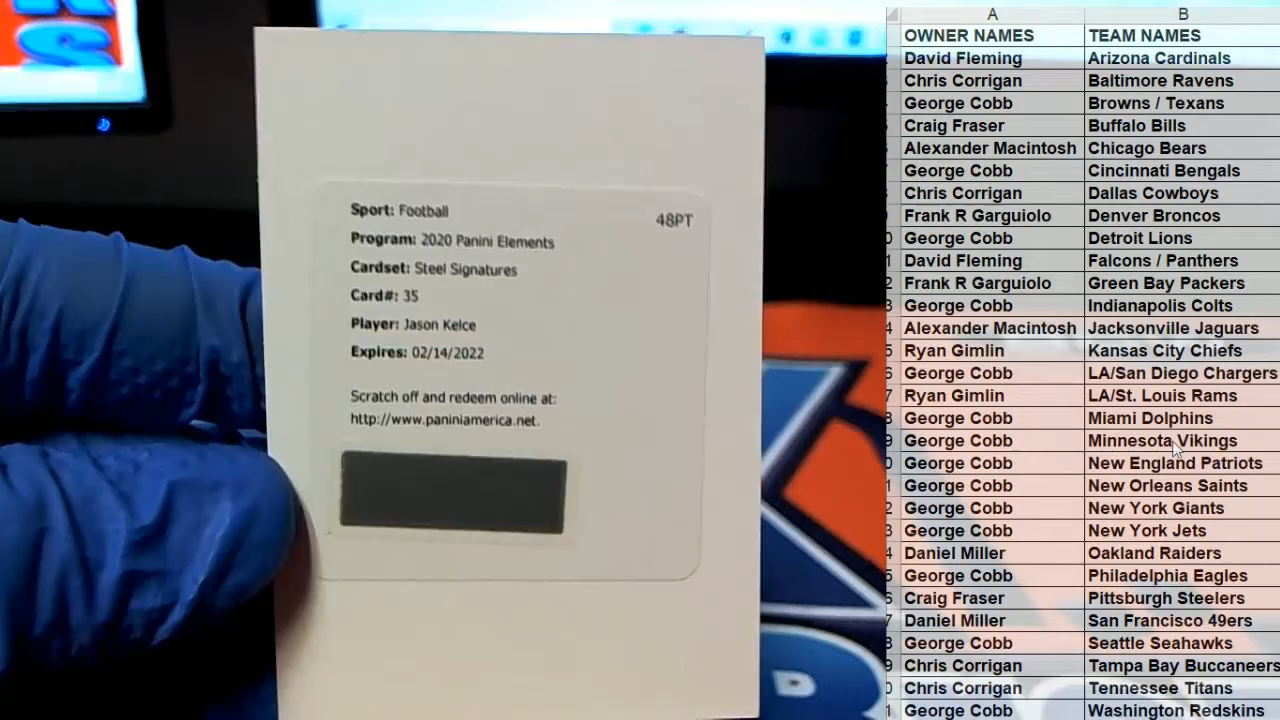 Sport: Football
48PT
Program: 2020 Panini Elements
Cardset: Steel Signatures
Card#: 35
Player: Jason Kelce
Expires: 02/14/2022
Scratch off and redeem online at:
http://www.paniniamerica.net.
A B
OWNER NAMES TEAM NAMES
David Fleming Arizona Cardinals
Chris Corrigan Baltimore Ravens
George Cobb Browns / Texans
Craig Fraser Buffalo Bills
Alexander Macintosh Chicago Bears
George Cobb Cincinnati Bengals
Chris Corrigan Dallas Cowboys
Frank R Garguiolo Denver Broncos
George Cobb Detroit Lions
David Fleming Falcons / Panthers
Frank R Garguiolo Green Bay Packers
George Cobb Indianapolis Colts
Alexander Macintosh Jacksonville Jaguars
Ryan Gimlin Kansas City Chiefs
George Cobb LA/San Diego Chargers
Ryan Gimlin LA/St. Louis Rams
George Cobb Miami Dolphins
George Cobb Minnesota Vikings
George Cobb New England Patriots
George Cobb New Orleans Saints
George Cobb New York Giants
George Cobb New York Jets
Daniel Miller Oakland Raiders
George Cobb Philadelphia Eagles
Craig Fraser Pittsburgh Steelers
Daniel Miller San Francisco 49ers
George Cobb Seattle Seahawks
Chris Corrigan Tampa Bay Buccaneers
Chris Corrigan Tennessee Titans
George Cobb Washington Redskins